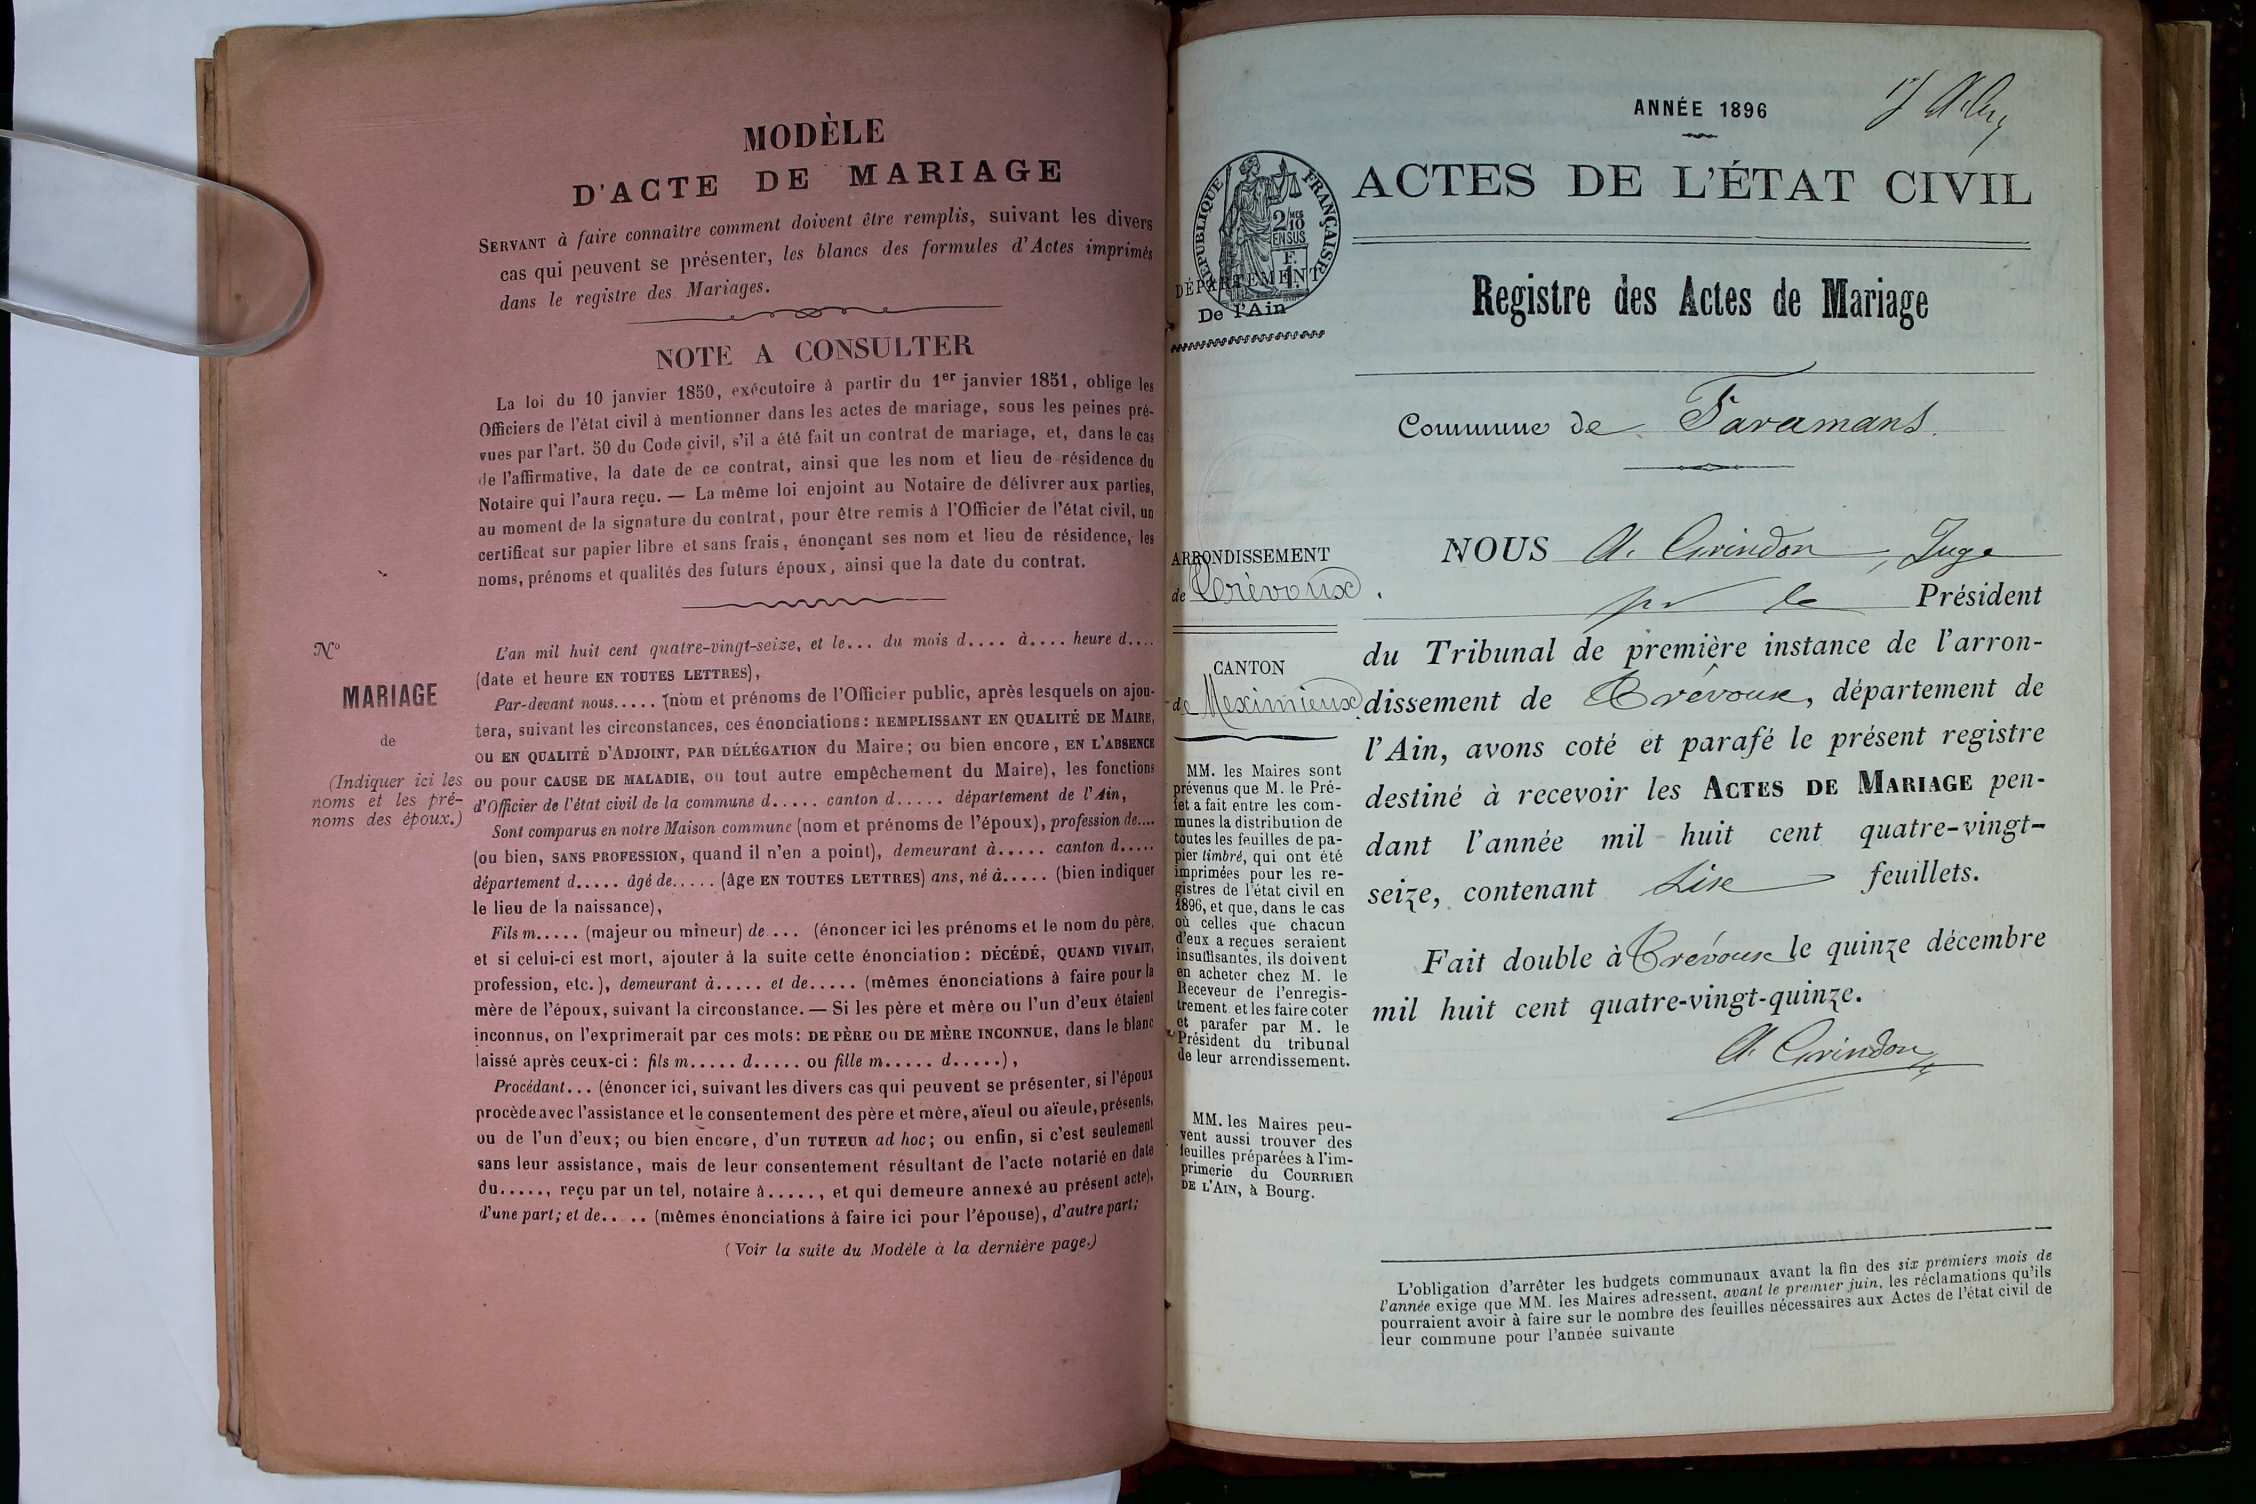 MODÈLE
D'ACTE DE MARIAGE
SERVANT à faire connaître comment doivent être remplis, suivant les divers
cas qui peuvent se présenter, les blancs des formules d'Actes imprimés
dans le registre des Mariages.
NOTE A CONSULTER
La loi du 10 janvier 1850, exécutoire à partir du 1er janvier 1851, oblige les
Officiers de l'état civil à mentionner dans les actes de mariage, sous les peines pré-
vues par l'art. 50 du Code civil, s'il a été fait un contrat de mariage, et, dans le cas
de l'affirmative, la date de ce contrat, ainsi que les nom et lieu de résidence du
Notaire qui l'aura reçu. — La même loi enjoint au Notaire de délivrer aux parties,
au moment de la signature du contrat, pour être remis à l'Officier de l'état civil, un
certificat sur papier libre et sans frais, énonçant ses nom et lieu de résidence, les
noms, prénoms et qualités des futurs époux, ainsi que la date du contrat.
No
MARIAGE
de
(Indiquer ici les
noms et les pré-
noms des époux.)
L'an mil huit cent quatre-vingt-seize, et le... du mois d.... à.... heure d....
(date et heure EN TOUTES LETTRES),
Par-devant nous..... (nom et prénoms de l'Officier public, après lesquels on ajou-
tera, suivant les circonstances, ces énonciations: REMPLISSANT EN QUALITÉ DE MAIRE,
ou EN QUALITÉ D'ADJOINT, PAR DÉLÉGATION du Maire; ou bien encore, EN L'ABSENCE
ou pour CAUSE DE MALADIE, ou tout autre empêchement du Maire), les fonctions
d'Officier de l'état civil de la commune d..... canton d..... département de l'Ain,
Sont comparus en notre Maison commune (nom et prénoms de l'époux), profession de....
(ou bien, SANS PROFESSION, quand il n'en a point), demeurant à..... canton d.....
département d..... âgé de..... (âge EN TOUTES LETTRES) ans, né à..... (bien indiquer
le lieu de la naissance),
Fils m..... (majeur ou mineur) de... (énoncer ici les prénoms et le nom du père,
et si celui-ci est mort, ajouter à la suite cette énonciation: DÉCÉDÉ, QUAND VIVAIT,
profession, etc.), demeurant à..... et de..... (mêmes énonciations à faire pour la
mère de l'époux, suivant la circonstance. — Si les père et mère ou l'un d'eux étaient
inconnus, on l'exprimerait par ces mots: DE PÈRE ou DE MÈRE INCONNUE, dans le blanc
laissé après ceux-ci: fils m..... d..... ou fille m..... d.....),
Procédant... (énoncer ici, suivant les divers cas qui peuvent se présenter, si l'époux
procède avec l'assistance et le consentement des père et mère, aïeul ou aïeule, présents,
ou de l'un d'eux; ou bien encore, d'un TUTEUR ad hoc; ou enfin, si c'est seulement
sans leur assistance, mais de leur consentement résultant de l'acte notarié en date
du....., reçu par un tel, notaire à....., et qui demeure annexé au présent acte),
d'une part; et de..... (mêmes énonciations à faire ici pour l'épouse), d'autre part;
(Voir la suite du Modèle à la dernière page.)
ANNÉE 1896
ACTES DE L'ÉTAT CIVIL
RÉPUBLIQUE FRANÇAISE
2 MES
10
EN SUS
1 F.
DÉPARTEMENT
De l'Ain
Registre des Actes de Mariage
Commune de Faramans
ARRONDISSEMENT
de Trévoux
CANTON
de Meximieux
MM. les Maires sont
prévenus que M. le Pré-
fet a fait entre les com-
munes la distribution de
toutes les feuilles de pa-
pier timbré, qui ont été
imprimées pour les re-
gistres de l'état civil en
1896, et que, dans le cas
où celles que chacun
d'eux a reçues seraient
insuffisantes, ils doivent
en acheter chez M. le
Receveur de l'enregis-
trement et les faire coter
et parafer par M. le
Président du tribunal
de leur arrondissement.
MM. les Maires peu-
vent aussi trouver des
feuilles préparées à l'im-
primerie du COURRIER
DE L'AIN, à Bourg.
NOUS A. Grindon, Juge
pr le Président
du Tribunal de première instance de l'arron-
dissement de Trévoux, département de
l'Ain, avons coté et parafé le présent registre
destiné à recevoir les ACTES DE MARIAGE pen-
dant l'année mil huit cent quatre-vingt-
seize, contenant Six feuillets.
Fait double à Trévoux le quinze décembre
mil huit cent quatre-vingt-quinze.
A. Grindon
L'obligation d'arrêter les budgets communaux avant la fin des six premiers mois de
l'année exige que MM. les Maires adressent, avant le premier juin, les réclamations qu'ils
pourraient avoir à faire sur le nombre des feuilles nécessaires aux Actes de l'état civil de
leur commune pour l'année suivante